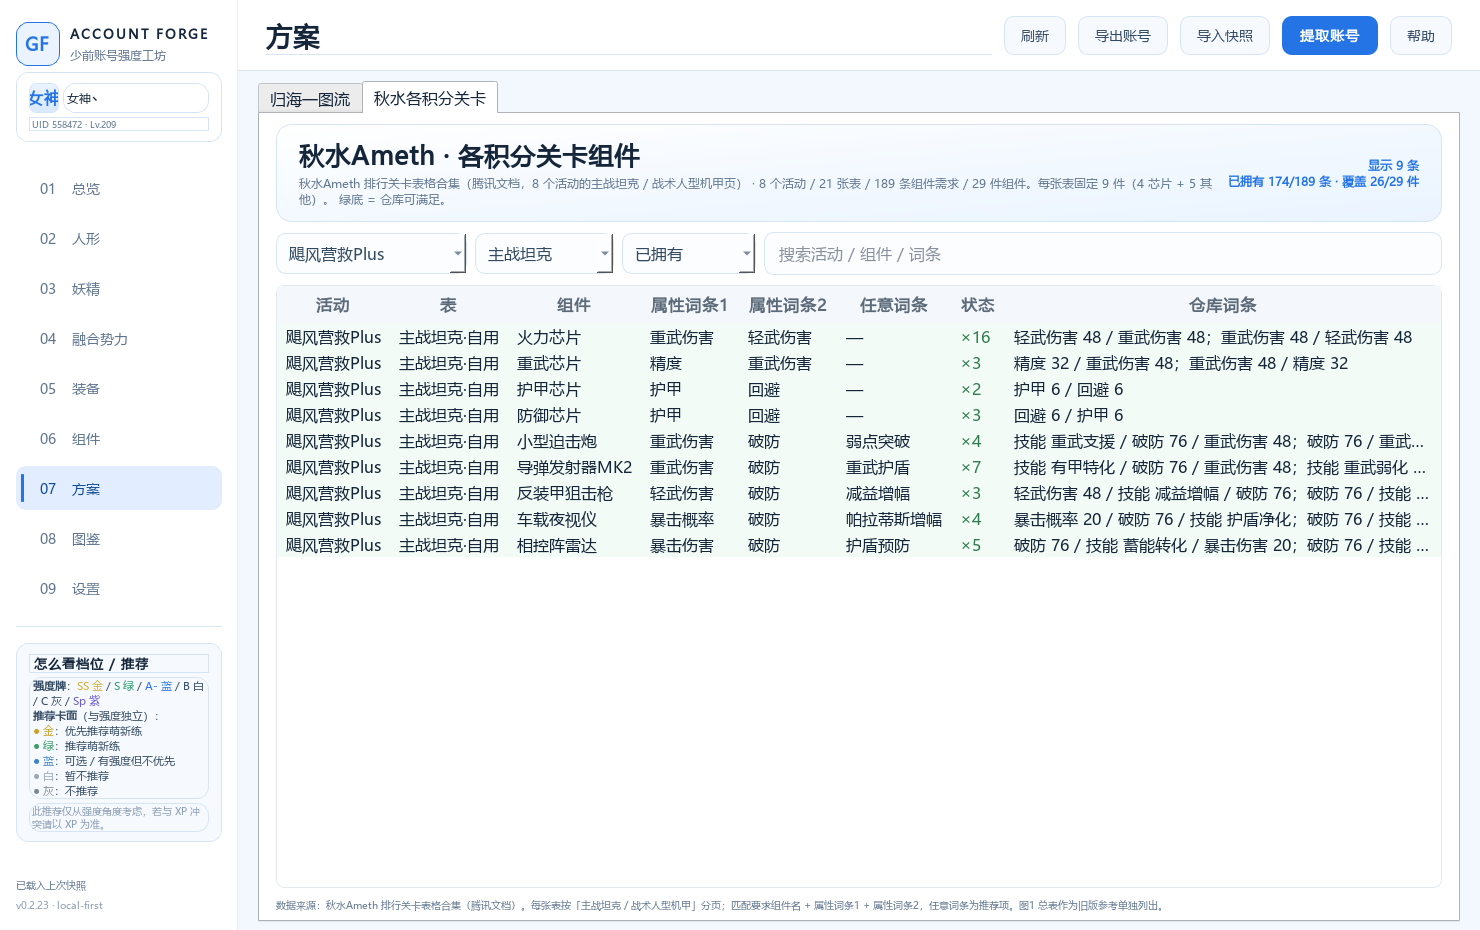 GF
ACCOUNT FORGE
少前账号强度工坊
女神
女神丶
UID 558472 · Lv.209
01 总览
02 人形
03 妖精
04 融合势力
05 装备
06 组件
07 方案
08 图鉴
09 设置
怎么看档位 / 推荐
强度牌：SS 金 / S 绿 / A- 蓝 / B 白
/ C 灰 / Sp 紫
推荐卡面（与强度独立）：
● 金：优先推荐萌新练
● 绿：推荐萌新练
● 蓝：可选 / 有强度但不优先
● 白：暂不推荐
● 灰：不推荐
此推荐仅从强度角度考虑，若与 XP 冲
突请以 XP 为准。
已载入上次快照
v0.2.23 · local-first
方案
刷新 导出账号 导入快照 提取账号 帮助
归海一图流 秋水各积分关卡
秋水Ameth · 各积分关卡组件
秋水Ameth 排行关卡表格合集（腾讯文档，8 个活动的主战坦克 / 战术人型机甲页） · 8 个活动 / 21 张表 / 189 条组件需求 / 29 件组件。每张表固定 9 件（4 芯片 + 5 其
他）。 绿底 = 仓库可满足。
显示 9 条
已拥有 174/189 条 · 覆盖 26/29 件
飓风营救Plus 主战坦克 已拥有 搜索活动 / 组件 / 词条
活动 表 组件 属性词条1 属性词条2 任意词条 状态 仓库词条
飓风营救Plus 主战坦克·自用 火力芯片 重武伤害 轻武伤害 — ×16 轻武伤害 48 / 重武伤害 48；重武伤害 48 / 轻武伤害 48
飓风营救Plus 主战坦克·自用 重武芯片 精度 重武伤害 — ×3 精度 32 / 重武伤害 48；重武伤害 48 / 精度 32
飓风营救Plus 主战坦克·自用 护甲芯片 护甲 回避 — ×2 护甲 6 / 回避 6
飓风营救Plus 主战坦克·自用 防御芯片 护甲 回避 — ×3 回避 6 / 护甲 6
飓风营救Plus 主战坦克·自用 小型迫击炮 重武伤害 破防 弱点突破 ×4 技能 重武支援 / 破防 76 / 重武伤害 48；破防 76 / 重武...
飓风营救Plus 主战坦克·自用 导弹发射器MK2 重武伤害 破防 重武护盾 ×7 技能 有甲特化 / 破防 76 / 重武伤害 48；技能 重武弱化 ...
飓风营救Plus 主战坦克·自用 反装甲狙击枪 轻武伤害 破防 减益增幅 ×3 轻武伤害 48 / 技能 减益增幅 / 破防 76；破防 76 / 技能 ...
飓风营救Plus 主战坦克·自用 车载夜视仪 暴击概率 破防 帕拉蒂斯增幅 ×4 暴击概率 20 / 破防 76 / 技能 护盾净化；破防 76 / 技能 ...
飓风营救Plus 主战坦克·自用 相控阵雷达 暴击伤害 破防 护盾预防 ×5 破防 76 / 技能 蓄能转化 / 暴击伤害 20；破防 76 / 技能 ...
数据来源：秋水Ameth 排行关卡表格合集（腾讯文档）。每张表按「主战坦克 / 战术人型机甲」分页；匹配要求组件名 + 属性词条1 + 属性词条2，任意词条为推荐项。图1 总表作为旧版参考单独列出。